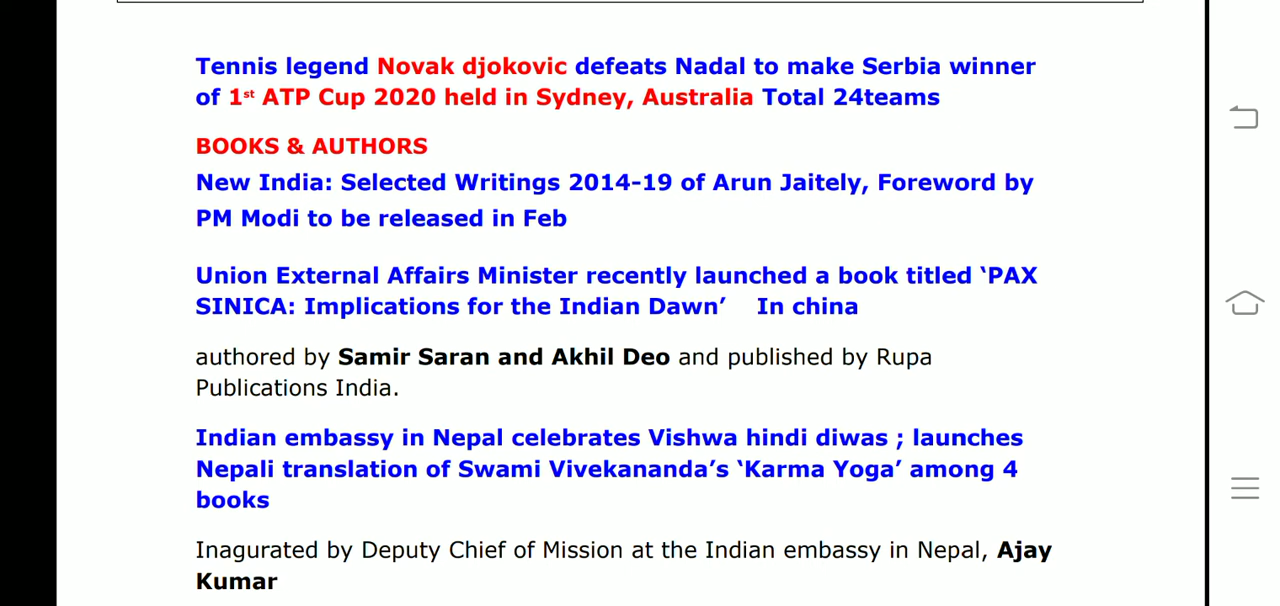 Tennis legend Novak djokovic defeats Nadal to make Serbia winner
of 1st ATP Cup 2020 held in Sydney, Australia Total 24teams
BOOKS & AUTHORS
New India: Selected Writings 2014-19 of Arun Jaitely, Foreword by
PM Modi to be released in Feb
Union External Affairs Minister recently launched a book titled ‘PAX
SINICA: Implications for the Indian Dawn’ In china
authored by Samir Saran and Akhil Deo and published by Rupa
Publications India.
Indian embassy in Nepal celebrates Vishwa hindi diwas ; launches
Nepali translation of Swami Vivekananda’s ‘Karma Yoga’ among 4
books
Inagurated by Deputy Chief of Mission at the Indian embassy in Nepal, Ajay
Kumar